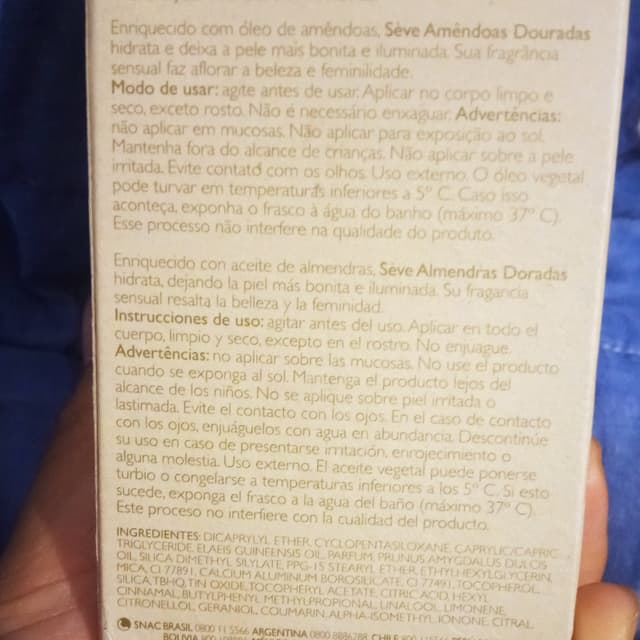 Enriquecido com óleo de amêndoas, Sève Amêndoas Douradas
hidrata e deixa a pele mais bonita e iluminada. Sua fragrância
sensual faz aflorar a beleza e feminilidade.
Modo de usar: agite antes de usar. Aplicar no corpo limpo e
seco, exceto rosto. Não é necessário enxaguar. Advertências:
não aplicar em mucosas. Não aplicar para exposição ao sol.
Mantenha fora do alcance de crianças. Não aplicar sobre a pele
irritada. Evite contato com os olhos. Uso externo. O óleo vegetal
pode turvar em temperaturas inferiores a 5° C. Caso isso
aconteça, exponha o frasco à água do banho (máximo 37° C).
Esse processo não interfere na qualidade do produto.
Enriquecido con aceite de almendras, Sève Almendras Doradas
hidrata, dejando la piel más bonita e iluminada. Su fragancia
sensual resalta la belleza y la feminidad.
Instrucciones de uso: agitar antes del uso. Aplicar en todo el
cuerpo, limpio y seco, excepto en el rostro. No enjuague.
Advertências: no aplicar sobre las mucosas. No use el producto
cuando se exponga al sol. Mantenga el producto lejos del
alcance de los niños. No se aplique sobre piel irritada o
lastimada. Evite el contacto con los ojos. En el caso de contacto
con los ojos, enjuáguelos con agua en abundancia. Descontinúe
su uso en caso de presentarse irritación, enrojecimiento o
alguna molestia. Uso externo. El aceite vegetal puede ponerse
turbio o congelarse a temperaturas inferiores a los 5° C. Si esto
sucede, exponga el frasco a la agua del baño (máximo 37° C).
Este proceso no interfiere con la cualidad del producto.
INGREDIENTES: DICAPRYLYL ETHER, CYCLOPENTASILOXANE, CAPRYLIC/CAPRIC
TRIGLYCERIDE, ELAEIS GUINEENSIS OIL, PARFUM, PRUNUS AMYGDALUS DULCIS
OIL, SILICA DIMETHYL SILYLATE, PPG-15 STEARYL ETHER, ETHYLHEXYLGLYCERIN,
MICA, CI 77891, CALCIUM ALUMINUM BOROSILICATE, CI 77491, TOCOPHEROL,
SILICA, TBHQ, TIN OXIDE, TOCOPHERYL ACETATE, CITRIC ACID, HEXYL
CINNAMAL, BUTYLPHENYL METHYLPROPIONAL, LINALOOL, LIMONENE,
CITRONELLOL, GERANIOL, COUMARIN, ALPHA-ISOMETHYL IONONE, CITRAL.
SNAC BRASIL 0800 11 5566 ARGENTINA 0800 8886788 CHILE
BOLIVIA